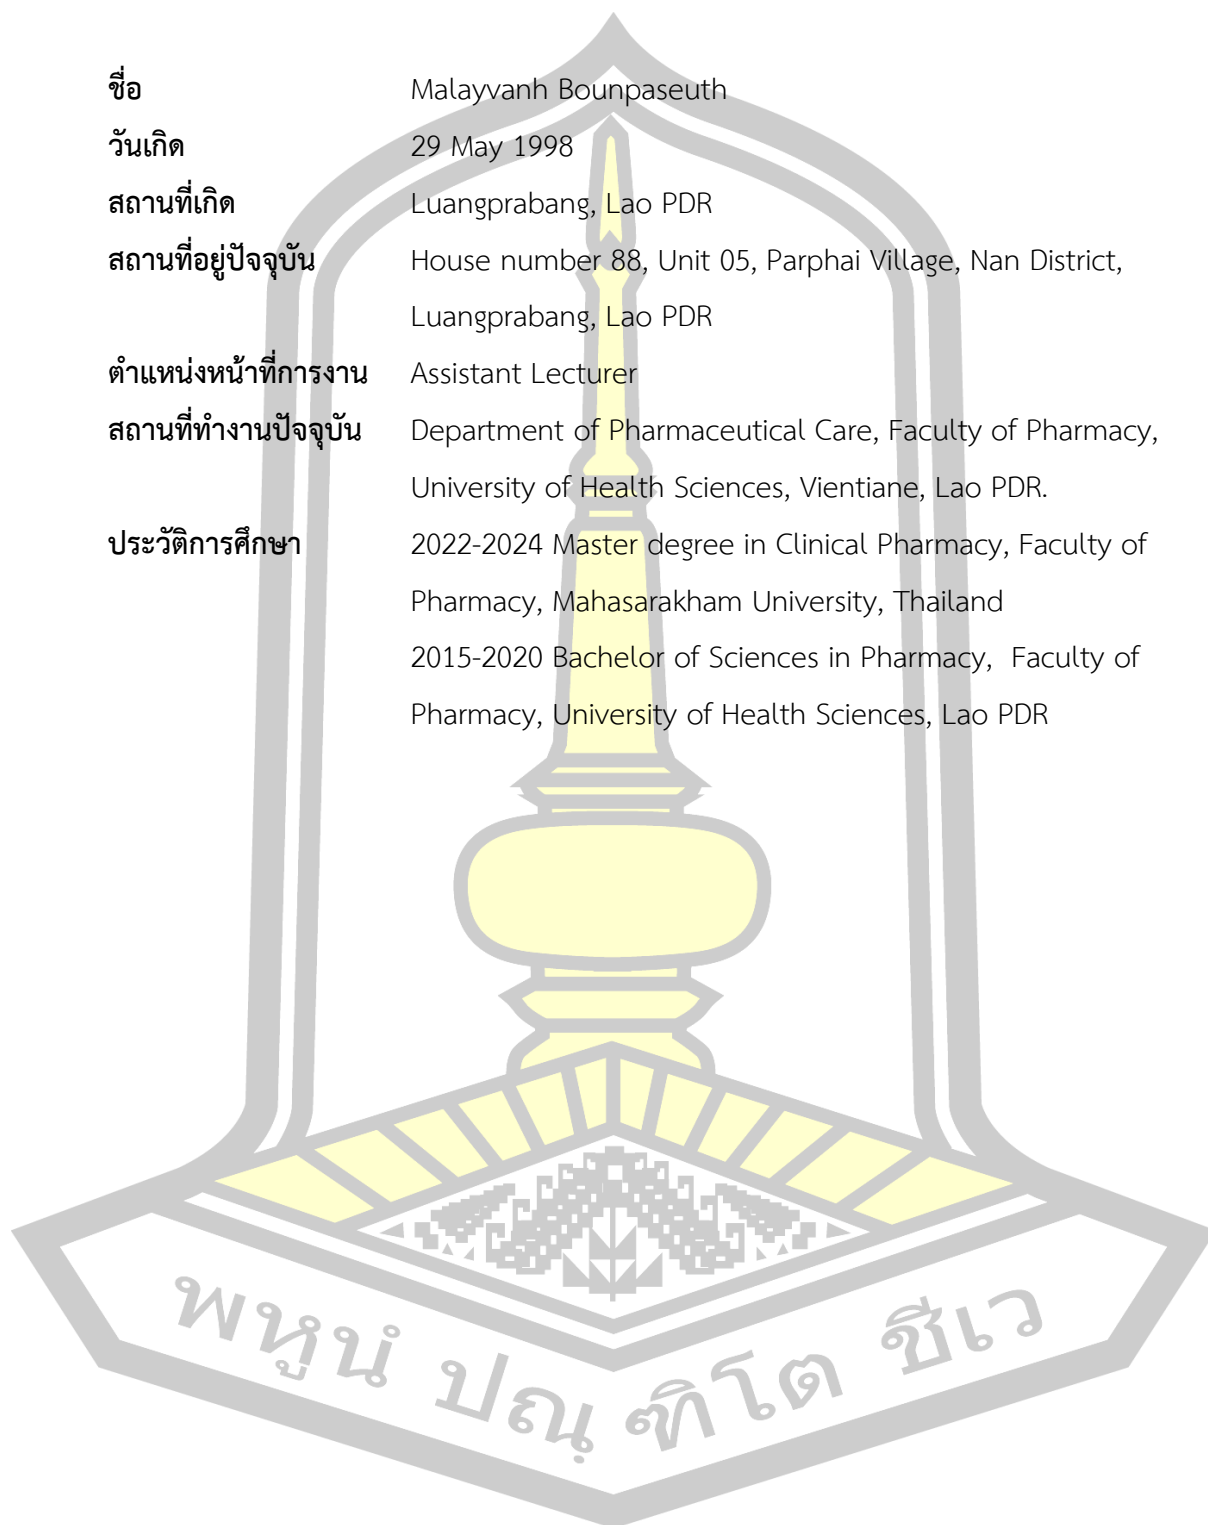 ชื่อ Malayvanh Bounpaseuth
วันเกิด 29 May 1998
สถานที่เกิด Luangprabang, Lao PDR
สถานที่อยู่ปัจจุบัน House number 88, Unit 05, Parphai Village, Nan District,
Luangprabang, Lao PDR
ตำแหน่งหน้าที่การงาน Assistant Lecturer
สถานที่ทำงานปัจจุบัน Department of Pharmaceutical Care, Faculty of Pharmacy,
University of Health Sciences, Vientiane, Lao PDR.
ประวัติการศึกษา 2022-2024 Master degree in Clinical Pharmacy, Faculty of
Pharmacy, Mahasarakham University, Thailand
2015-2020 Bachelor of Sciences in Pharmacy, Faculty of
Pharmacy, University of Health Sciences, Lao PDR
พหูนํ ปณฺฑิโต ชีเว